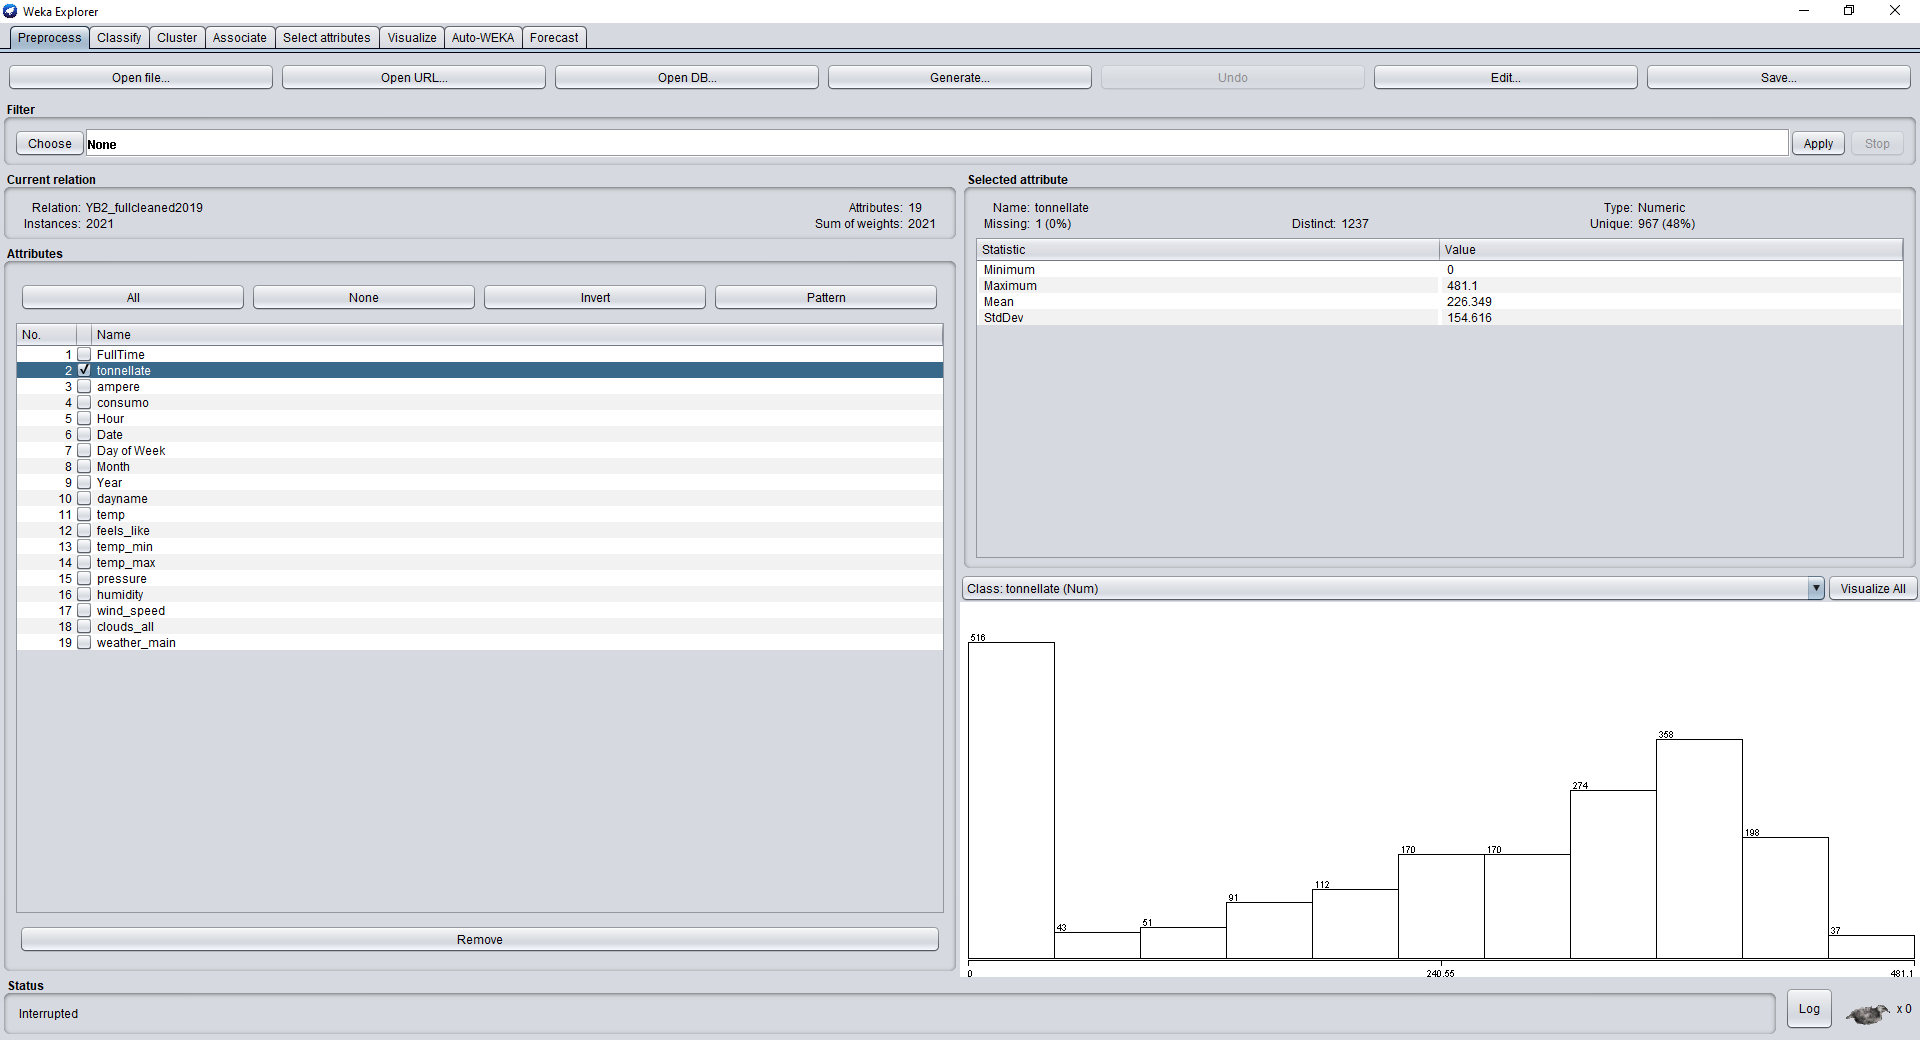 Weka Explorer
Preprocess Classify Cluster Associate Select attributes Visualize Auto-WEKA Forecast
Open file... Open URL... Open DB... Generate... Undo Edit... Save...
Filter
Choose None Apply Stop
Current relation
Relation: YB2_fullcleaned2019 Attributes: 19
Instances: 2021 Sum of weights: 2021
Attributes
All None Invert Pattern
No. Name
1 FullTime
2 tonnellate
3 ampere
4 consumo
5 Hour
6 Date
7 Day of Week
8 Month
9 Year
10 dayname
11 temp
12 feels_like
13 temp_min
14 temp_max
15 pressure
16 humidity
17 wind_speed
18 clouds_all
19 weather_main
Remove
Selected attribute
Name: tonnellate Type: Numeric
Missing: 1 (0%) Distinct: 1237 Unique: 967 (48%)
Statistic Value
Minimum 0
Maximum 481.1
Mean 226.349
StdDev 154.616
Class: tonnellate (Num) Visualize All
516
43
51
91
112
170
170
274
358
198
37
0 240.55 481.1
Status
Interrupted
Log x 0